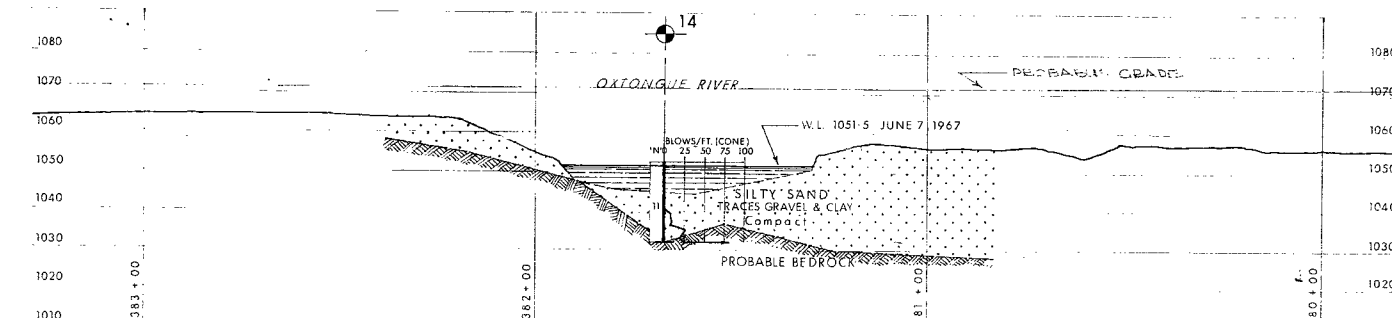 14
1080
1080
OXTONGUE RIVER
PROBABLE GRADE
1070
1070
1060
1060
W.L. 1051·5 JUNE 7, 1967
BLOWS/FT. (CONE)
'N' 0 25 50 75 100
1050
1050
SILTY SAND
11
TRACES GRAVEL & CLAY
1040
1040
Compact
1030
1030
PROBABLE BEDROCK
1020
1020
383 + 00
382 + 00
81 + 00
80 + 00
1010